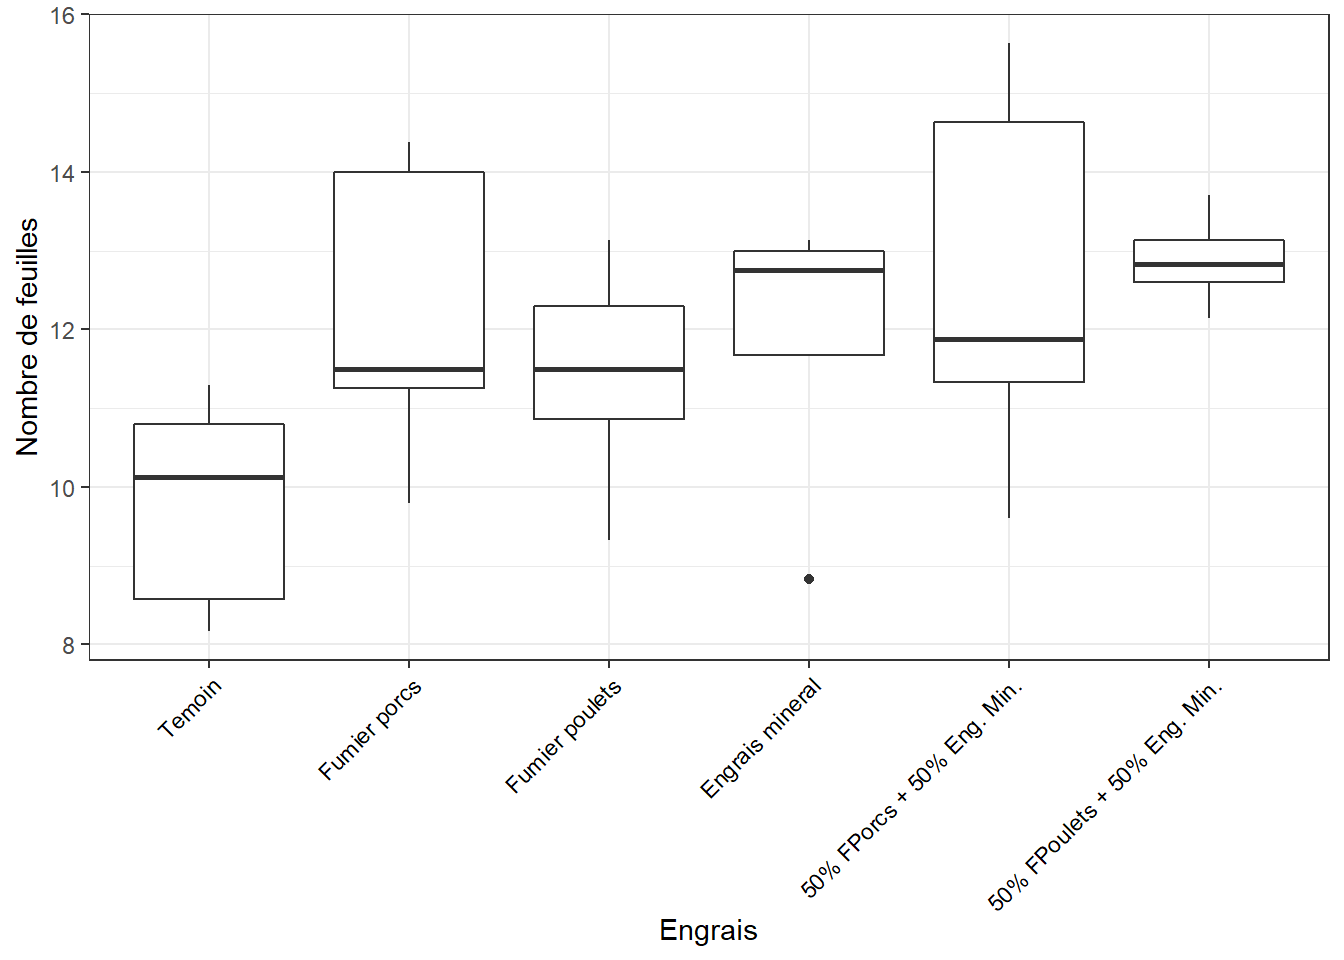 Nombre de feuilles
16
14
12
10
8
Temoin
Fumier porcs
Fumier poulets
Engrais mineral
50% FPorcs + 50% Eng. Min.
50% FPoulets + 50% Eng. Min.
Engrais